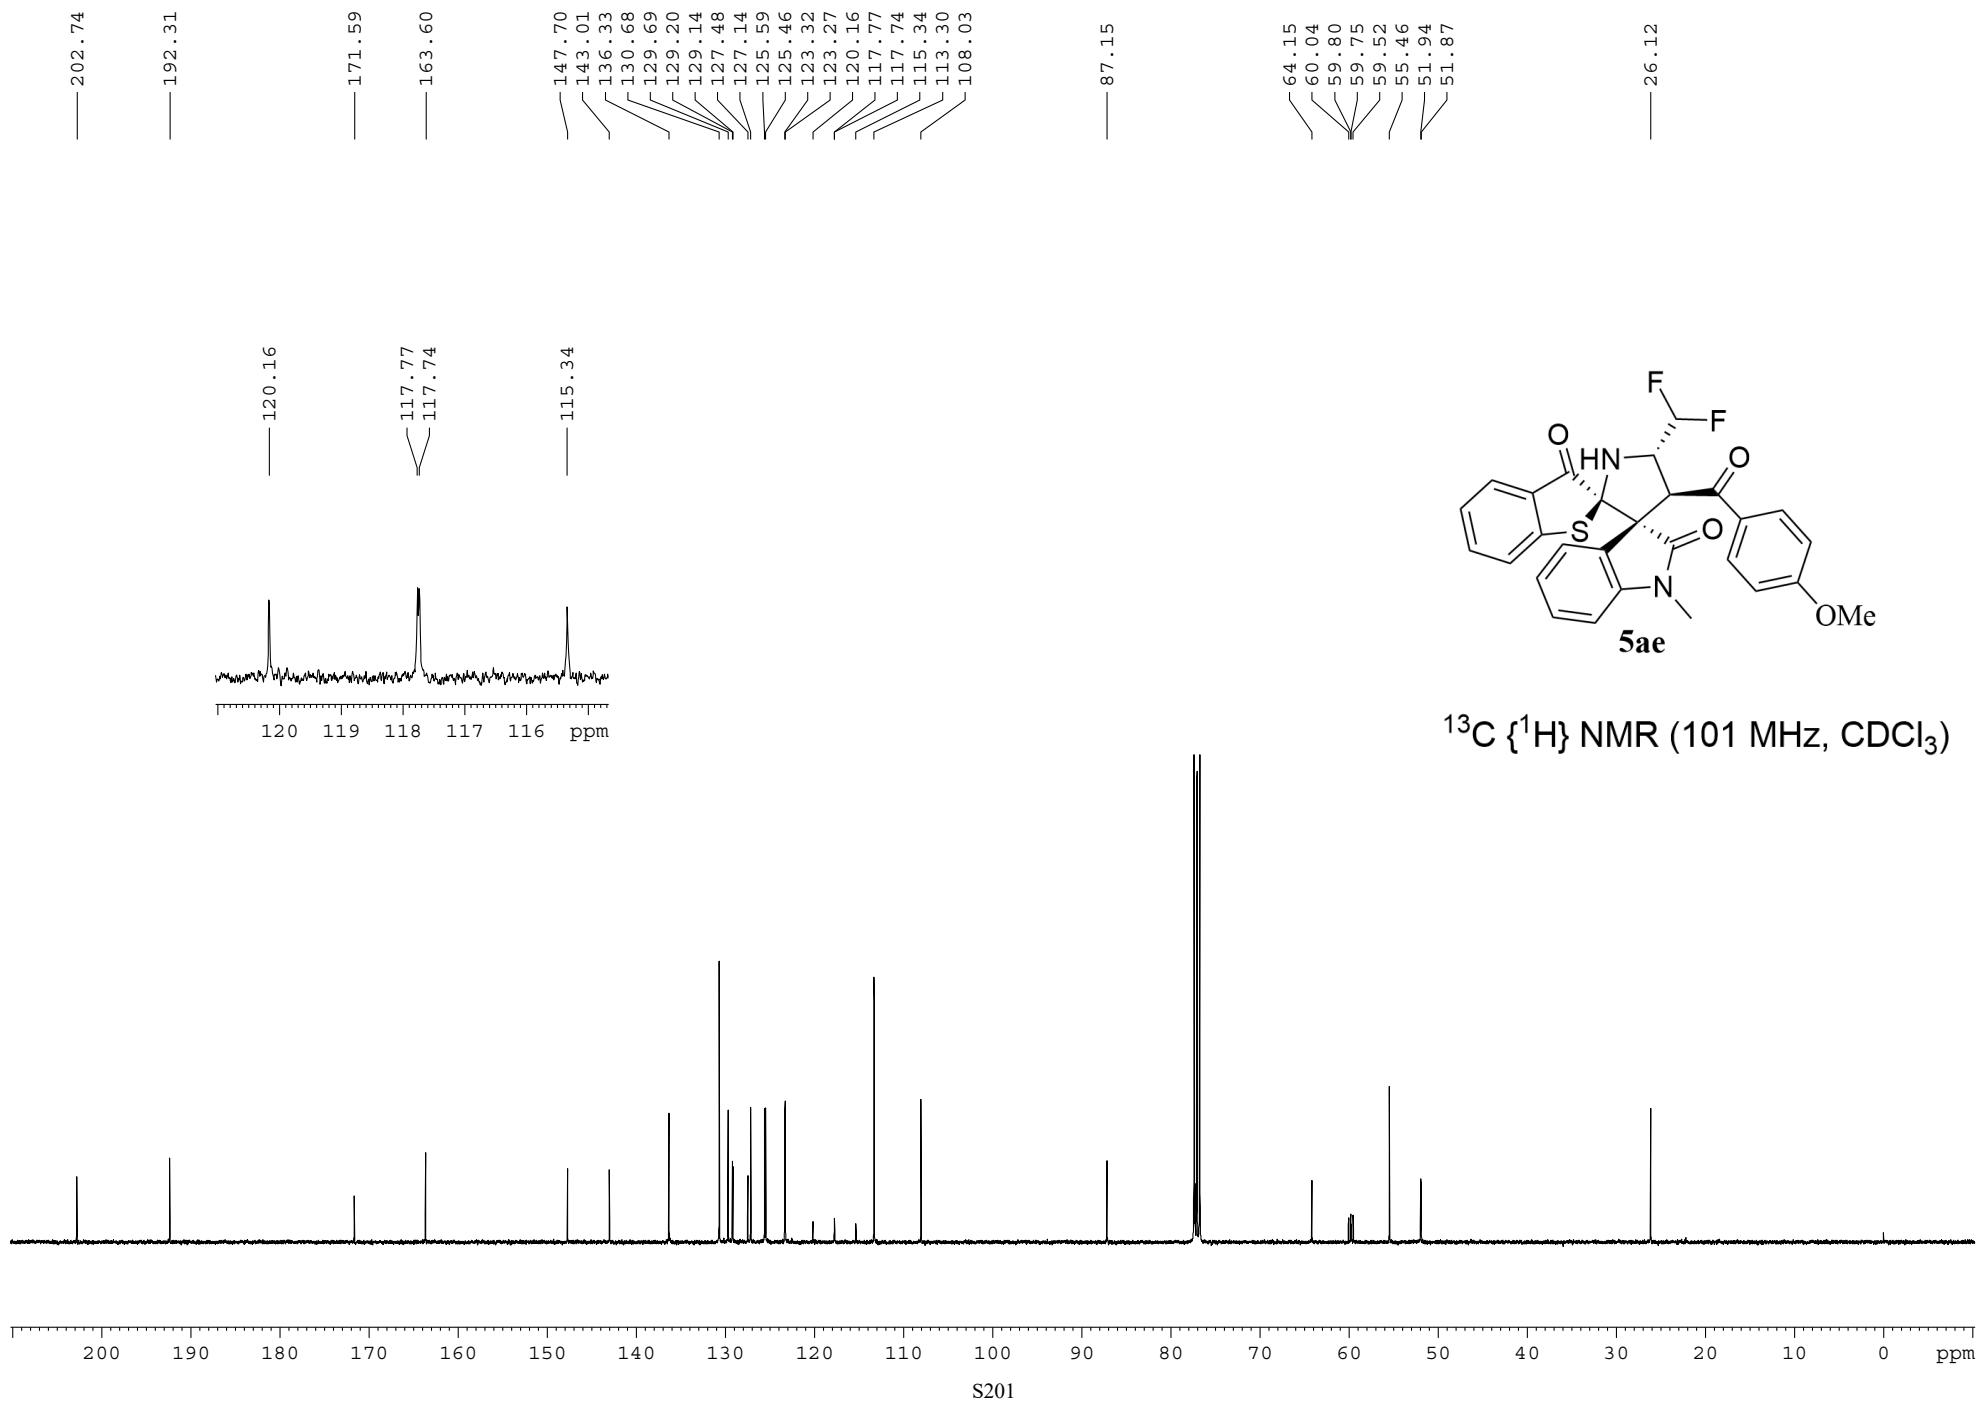 202.74
192.31
171.59
163.60
147.70
143.01
136.33
130.68
129.69
129.20
129.14
127.48
127.14
125.59
125.46
123.32
123.27
120.16
117.77
117.74
115.34
113.30
108.03
87.15
64.15
60.04
59.80
59.75
59.52
55.46
51.94
51.87
26.12
120.16
117.77
117.74
115.34
120 119 118 117 116 ppm
F
F
O
HN
O
S
O
N
OMe
5ae
¹³C {¹H} NMR (101 MHz, CDCl₃)
200 190 180 170 160 150 140 130 120 110 100 90 80 70 60 50 40 30 20 10 0 ppm
S201